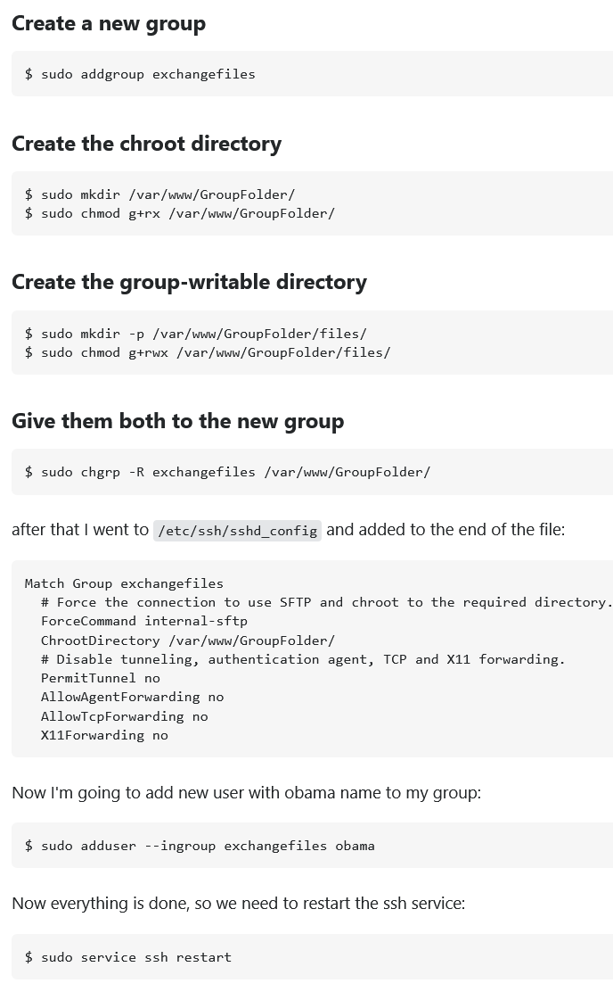 Create a new group
$ sudo addgroup exchangefiles
Create the chroot directory
$ sudo mkdir /var/www/GroupFolder/
$ sudo chmod g+rx /var/www/GroupFolder/
Create the group-writable directory
$ sudo mkdir -p /var/www/GroupFolder/files/
$ sudo chmod g+rwx /var/www/GroupFolder/files/
Give them both to the new group
$ sudo chgrp -R exchangefiles /var/www/GroupFolder/
after that I went to /etc/ssh/sshd_config and added to the end of the file:
Match Group exchangefiles
  # Force the connection to use SFTP and chroot to the required directory.
  ForceCommand internal-sftp
  ChrootDirectory /var/www/GroupFolder/
  # Disable tunneling, authentication agent, TCP and X11 forwarding.
  PermitTunnel no
  AllowAgentForwarding no
  AllowTcpForwarding no
  X11Forwarding no
Now I'm going to add new user with obama name to my group:
$ sudo adduser --ingroup exchangefiles obama
Now everything is done, so we need to restart the ssh service:
$ sudo service ssh restart